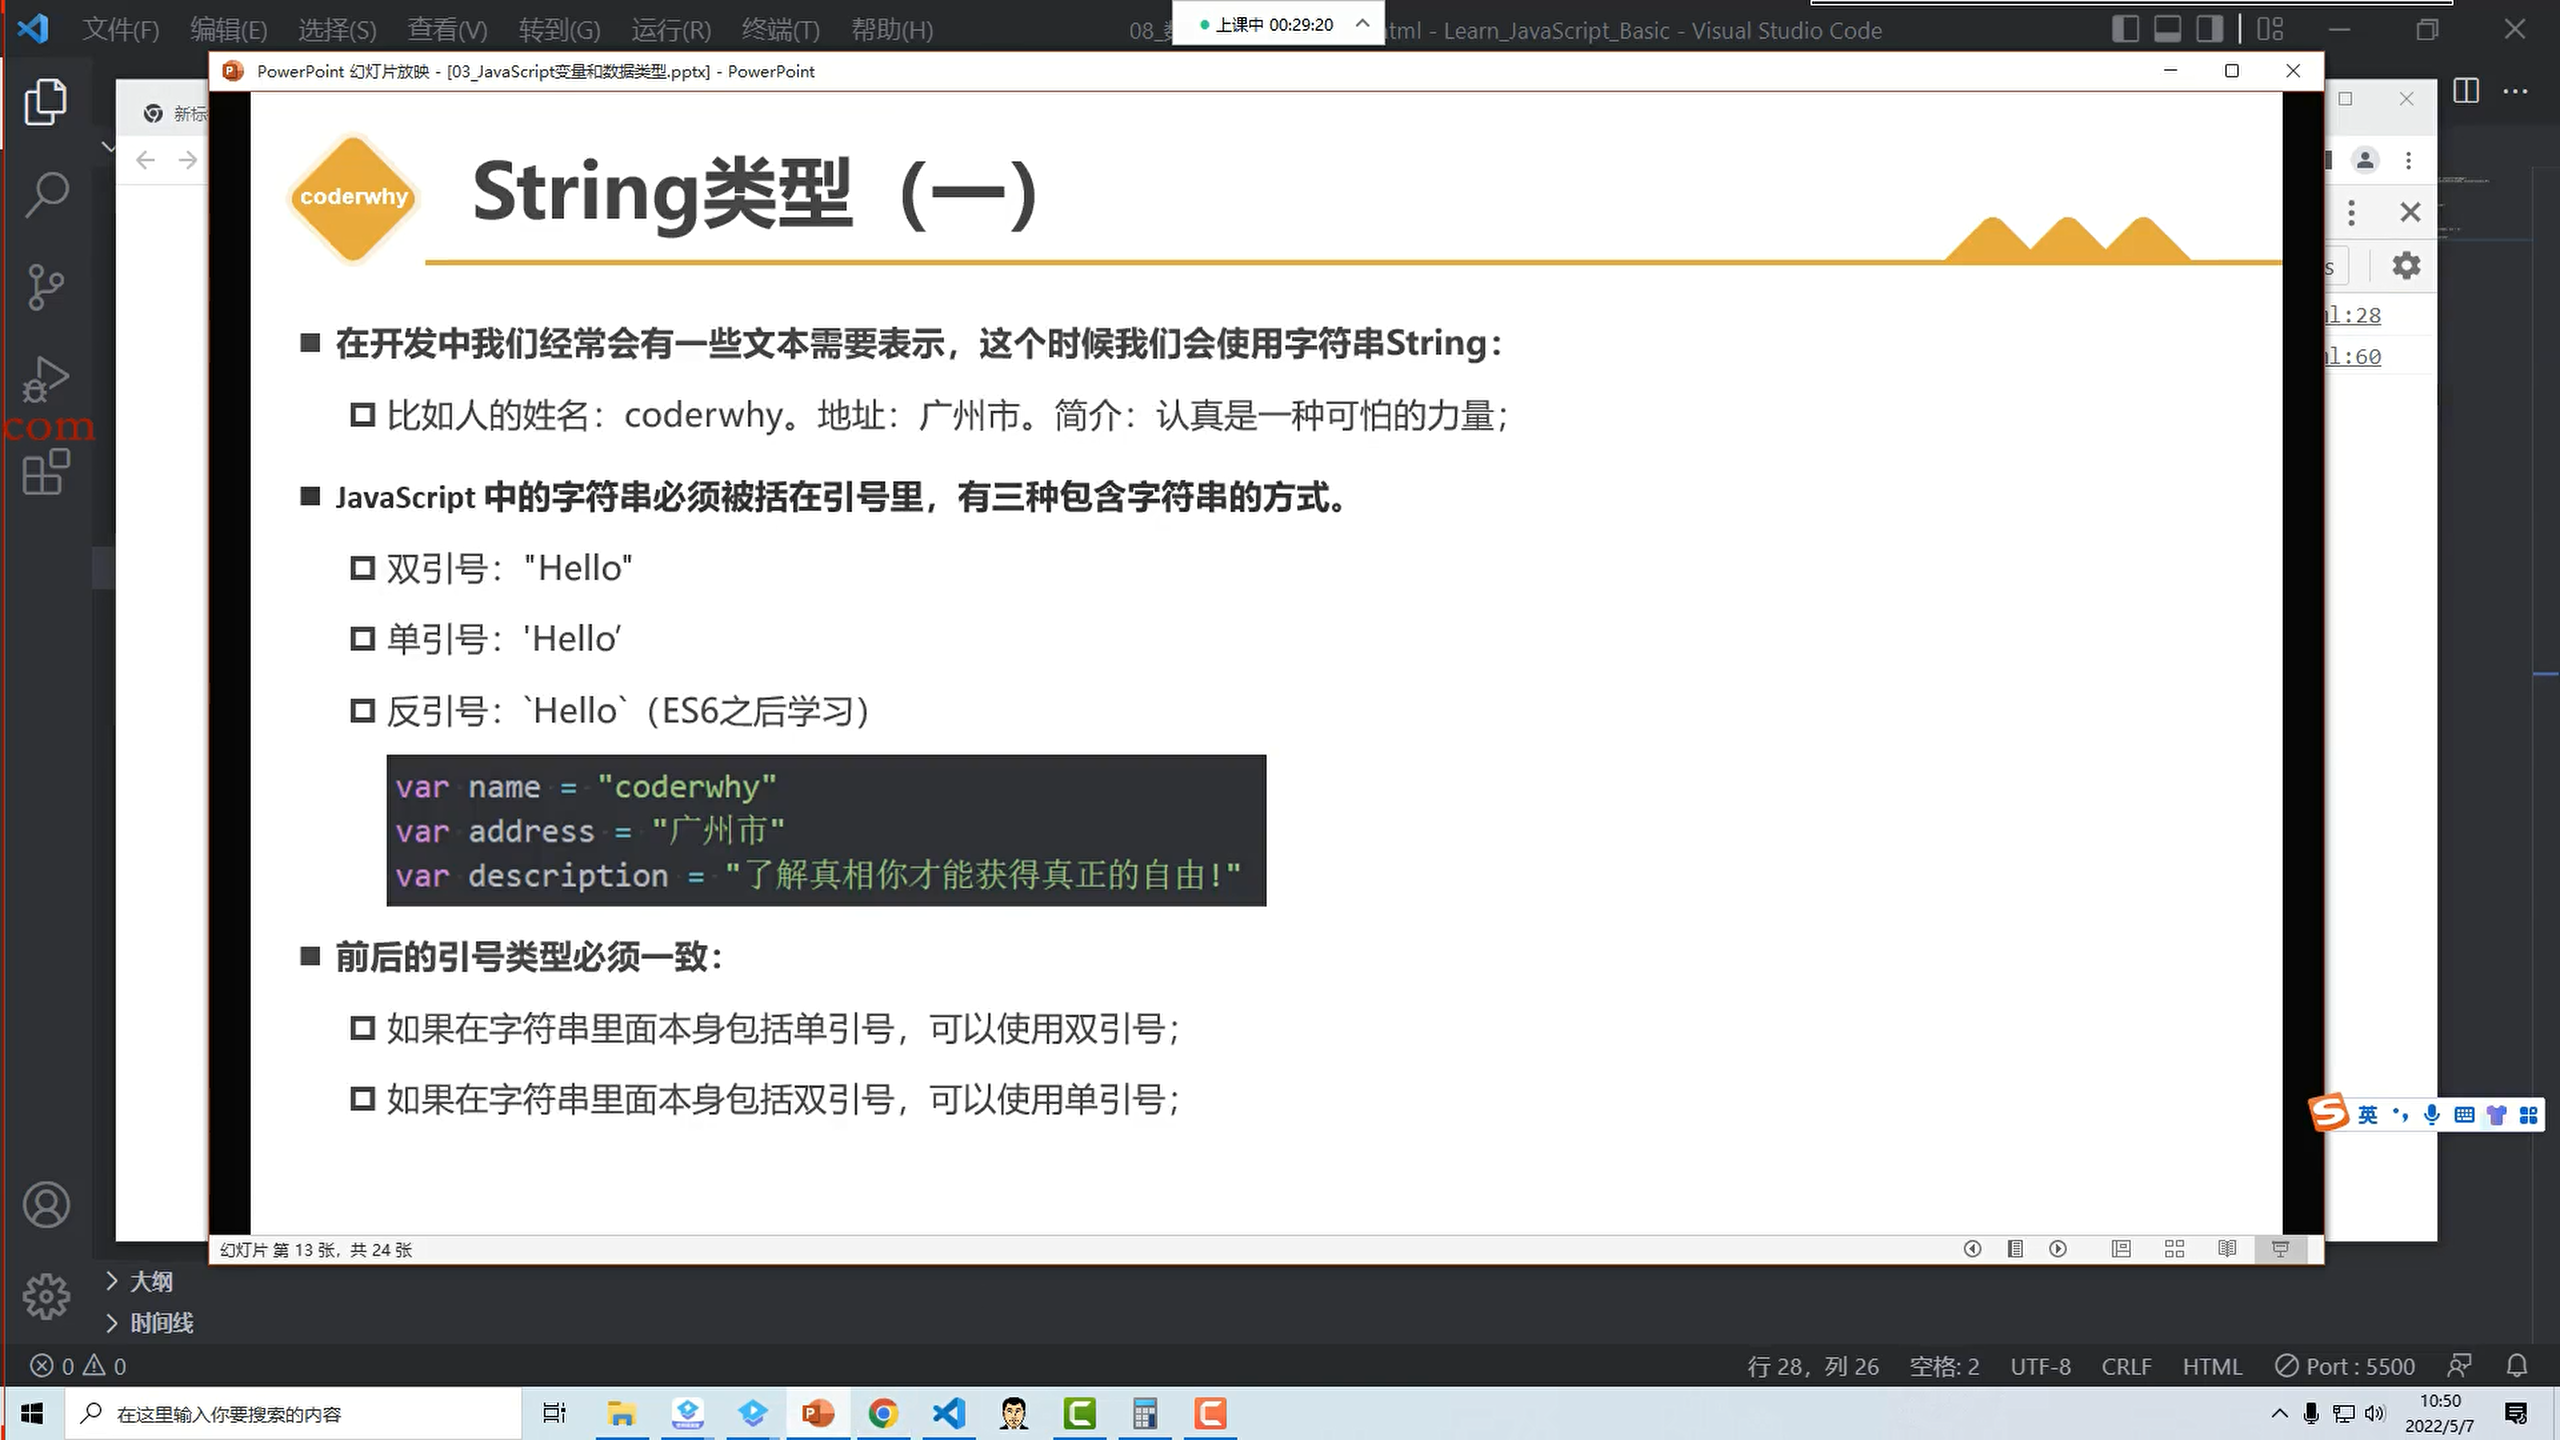 文件(F) 编辑(E) 选择(S) 查看(V) 转到(G) 运行(R) 终端(T) 帮助(H)
上课中 00:29:20
- Learn_JavaScript_Basic - Visual Studio Code
PowerPoint 幻灯片放映 - [03_JavaScript变量和数据类型.pptx] - PowerPoint
新标
coderwhy
String类型（一）
在开发中我们经常会有一些文本需要表示，这个时候我们会使用字符串String：
比如人的姓名：coderwhy。地址：广州市。简介：认真是一种可怕的力量；
JavaScript 中的字符串必须被括在引号里，有三种包含字符串的方式。
双引号："Hello"
单引号：'Hello’
反引号：`Hello`（ES6之后学习）
var name = "coderwhy"
var address = "广州市"
var description = "了解真相你才能获得真正的自由!"
前后的引号类型必须一致：
如果在字符串里面本身包括单引号，可以使用双引号；
如果在字符串里面本身包括双引号，可以使用单引号；
com
ml:28
ml:60
英
幻灯片 第 13 张，共 24 张
大纲
时间线
0 0
行 28，列 26 空格: 2 UTF-8 CRLF HTML Port : 5500
在这里输入你要搜索的内容
10:50
2022/5/7